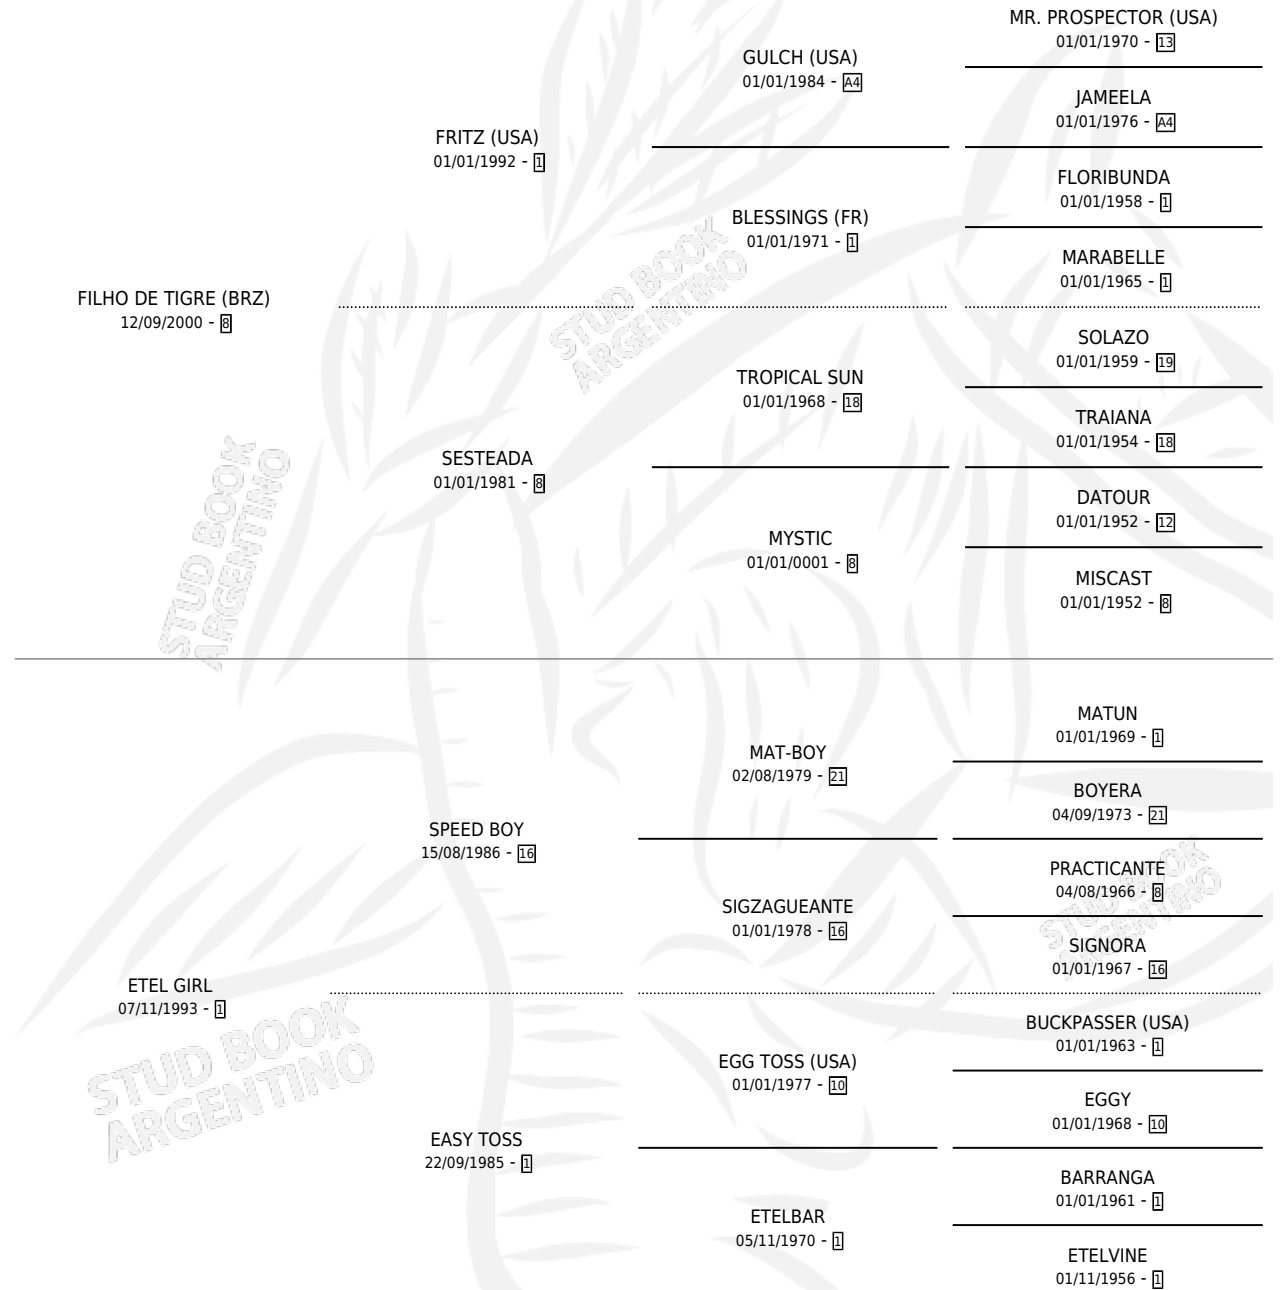 MR. PROSPECTOR (USA)
01/01/1970 - 13
GULCH (USA)
01/01/1984 - A4
JAMEELA
01/01/1976 - A4
FRITZ (USA)
01/01/1992 - 1
FLORIBUNDA
01/01/1958 - 1
BLESSINGS (FR)
01/01/1971 - 1
MARABELLE
01/01/1965 - 1
FILHO DE TIGRE (BRZ)
12/09/2000 - 8
SOLAZO
01/01/1959 - 19
TROPICAL SUN
01/01/1968 - 18
TRAIANA
01/01/1954 - 18
SESTEADA
01/01/1981 - 8
DATOUR
01/01/1952 - 12
MYSTIC
01/01/0001 - 8
MISCAST
01/01/1952 - 8
MATUN
01/01/1969 - 1
MAT-BOY
02/08/1979 - 21
BOYERA
04/09/1973 - 21
SPEED BOY
15/08/1986 - 16
PRACTICANTE
04/08/1966 - 8
SIGZAGUEANTE
01/01/1978 - 16
SIGNORA
01/01/1967 - 16
ETEL GIRL
07/11/1993 - 1
BUCKPASSER (USA)
01/01/1963 - 1
EGG TOSS (USA)
01/01/1977 - 10
EGGY
01/01/1968 - 10
EASY TOSS
22/09/1985 - 1
BARRANGA
01/01/1961 - 1
ETELBAR
05/11/1970 - 1
ETELVINE
01/11/1956 - 1
STUD BOOK
ARGENTINO
STUD BOOK
ARGENTINO
STUD BOOK
ARGENTINO
STUD BOOK
ARGENTINO